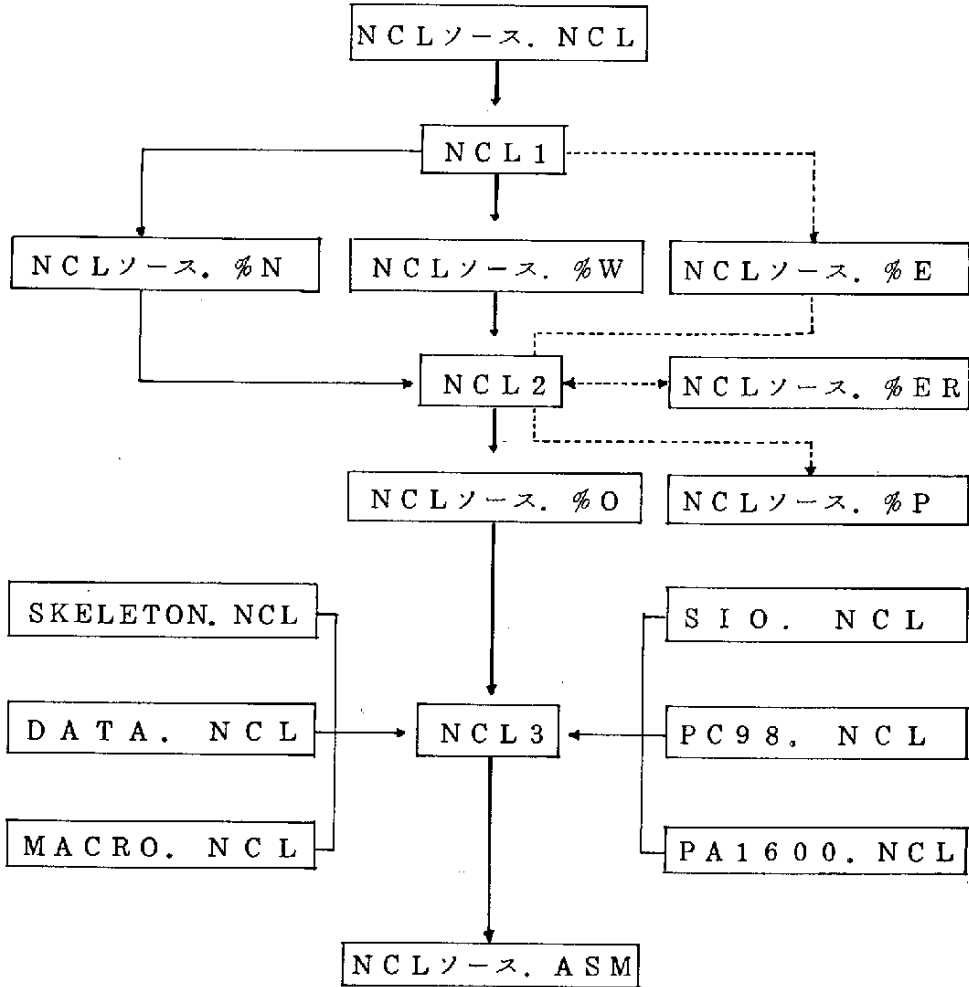 NCLソース. NCL
NCL1
NCLソース. %N
NCLソース. %W
NCLソース. %E
NCL2
NCLソース. %ER
NCLソース. %O
NCLソース. %P
SKELETON. NCL
SIO. NCL
DATA. NCL
NCL3
PC98. NCL
MACRO. NCL
PA1600. NCL
NCLソース. ASM